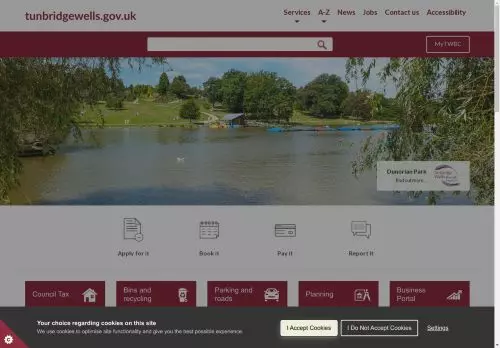 tunbridgewells.gov.uk
Services A-Z News Jobs Contact us Accessibility
My TWBC
Dunorlan Park
Find out more...
Apply for it Book it Pay it Report it
Council Tax
Bins and
recycling
Parking and
roads
Planning
Business
Portal
Your choice regarding cookies on this site
We use cookies to optimise site functionality and give you the best possible experience.
I Accept Cookies I Do Not Accept Cookies Settings